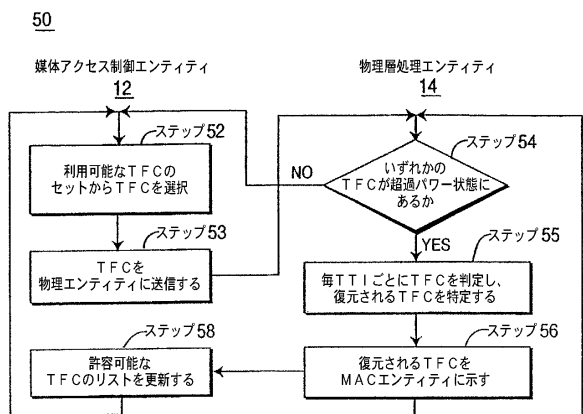 50
媒体アクセス制御エンティティ
12
物理層処理エンティティ
14
ステップ52
利用可能なTFCの
セットからTFCを選択
ステップ53
TFCを
物理エンティティに送信する
ステップ54
いずれかの
TFCが超過パワー状態に
あるか
NO
YES
ステップ55
毎TTIごとにTFCを判定し、
復元されるTFCを特定する
ステップ56
復元されるTFCを
MACエンティティに示す
ステップ58
許容可能な
TFCのリストを更新する